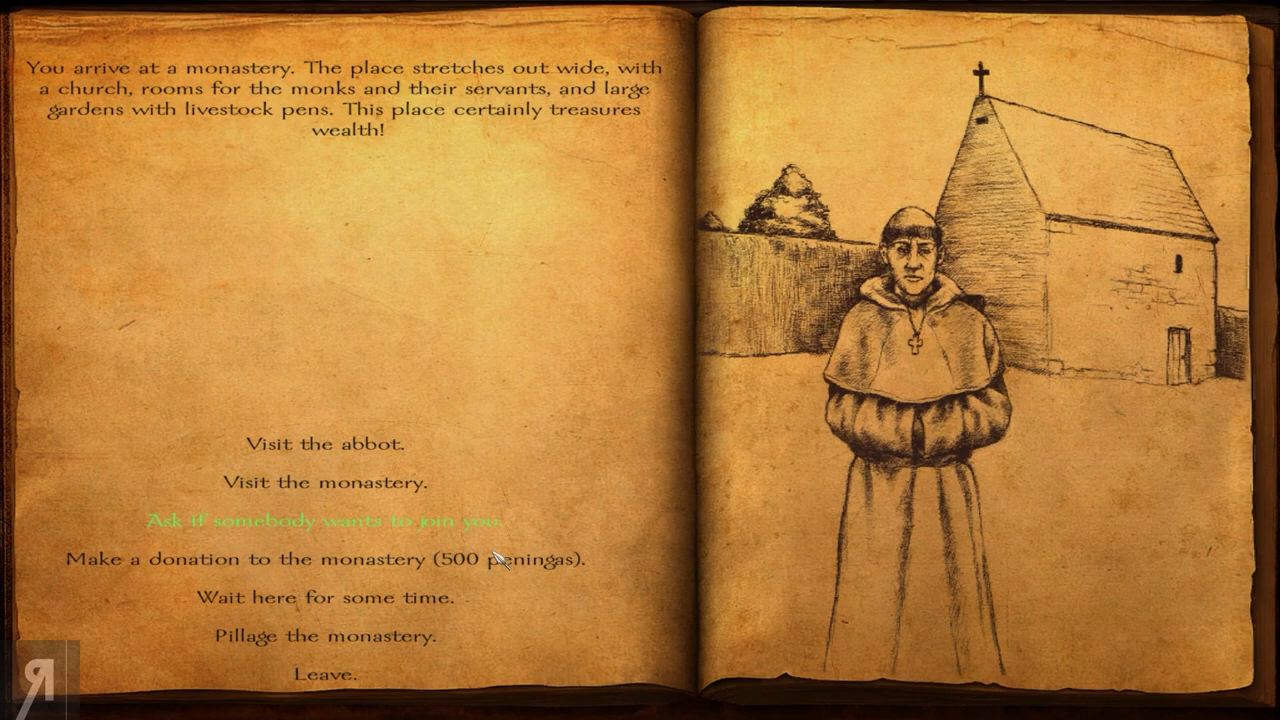 You arrive at a monastery. The place stretches out wide, with
a church, rooms for the monks and their servants, and large
gardens with livestock pens. This place certainly treasures
wealth!
Visit the abbot.
Visit the monastery.
Ask if somebody wants to join you.
Make a donation to the monastery (500 peningas).
Wait here for some time.
Pillage the monastery.
Leave.